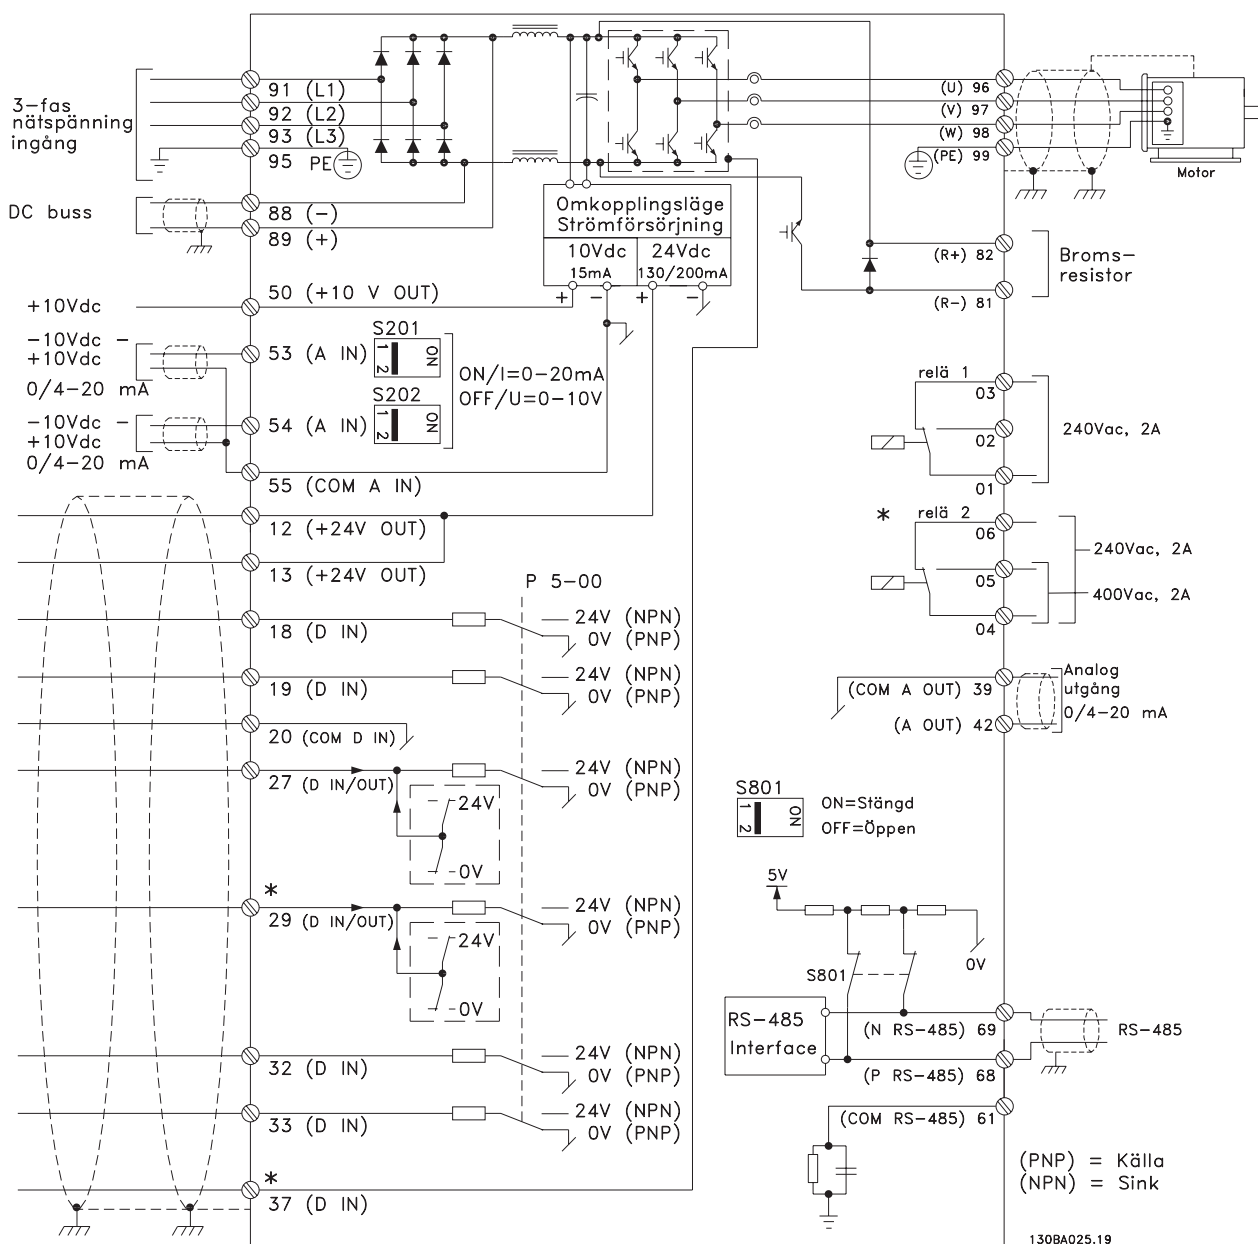 3-fas
nätspänning
ingång
91 (L1)
92 (L2)
93 (L3)
95 PE
DC buss
88 (-)
89 (+)
+10Vdc
50 (+10 V OUT)
-10Vdc -
+10Vdc
0/4-20 mA
53 (A IN)
S201
1
2
ON
ON/I=0-20mA
OFF/U=0-10V
S202
1
2
ON
-10Vdc -
+10Vdc
0/4-20 mA
54 (A IN)
55 (COM A IN)
12 (+24V OUT)
13 (+24V OUT)
P 5-00
18 (D IN)
24V (NPN)
0V (PNP)
19 (D IN)
24V (NPN)
0V (PNP)
20 (COM D IN)
27 (D IN/OUT)
24V (NPN)
0V (PNP)
24V
0V
*
29 (D IN/OUT)
24V (NPN)
0V (PNP)
24V
0V
32 (D IN)
24V (NPN)
0V (PNP)
33 (D IN)
24V (NPN)
0V (PNP)
*
37 (D IN)
Omkopplingsläge
Strömförsörjning
10Vdc
15mA
24Vdc
130/200mA
+ - + -
(U) 96
(V) 97
(W) 98
(PE) 99
Motor
(R+) 82
(R-) 81
Broms-
resistor
relä 1
03
02
01
240Vac, 2A
*
relä 2
06
05
04
240Vac, 2A
400Vac, 2A
(COM A OUT) 39
(A OUT) 42
Analog
utgång
0/4-20 mA
S801
1
2
ON
ON=Stängd
OFF=Öppen
5V
0V
S801
RS-485
Interface
(N RS-485) 69
(P RS-485) 68
(COM RS-485) 61
RS-485
(PNP) = Källa
(NPN) = Sink
130BA025.19